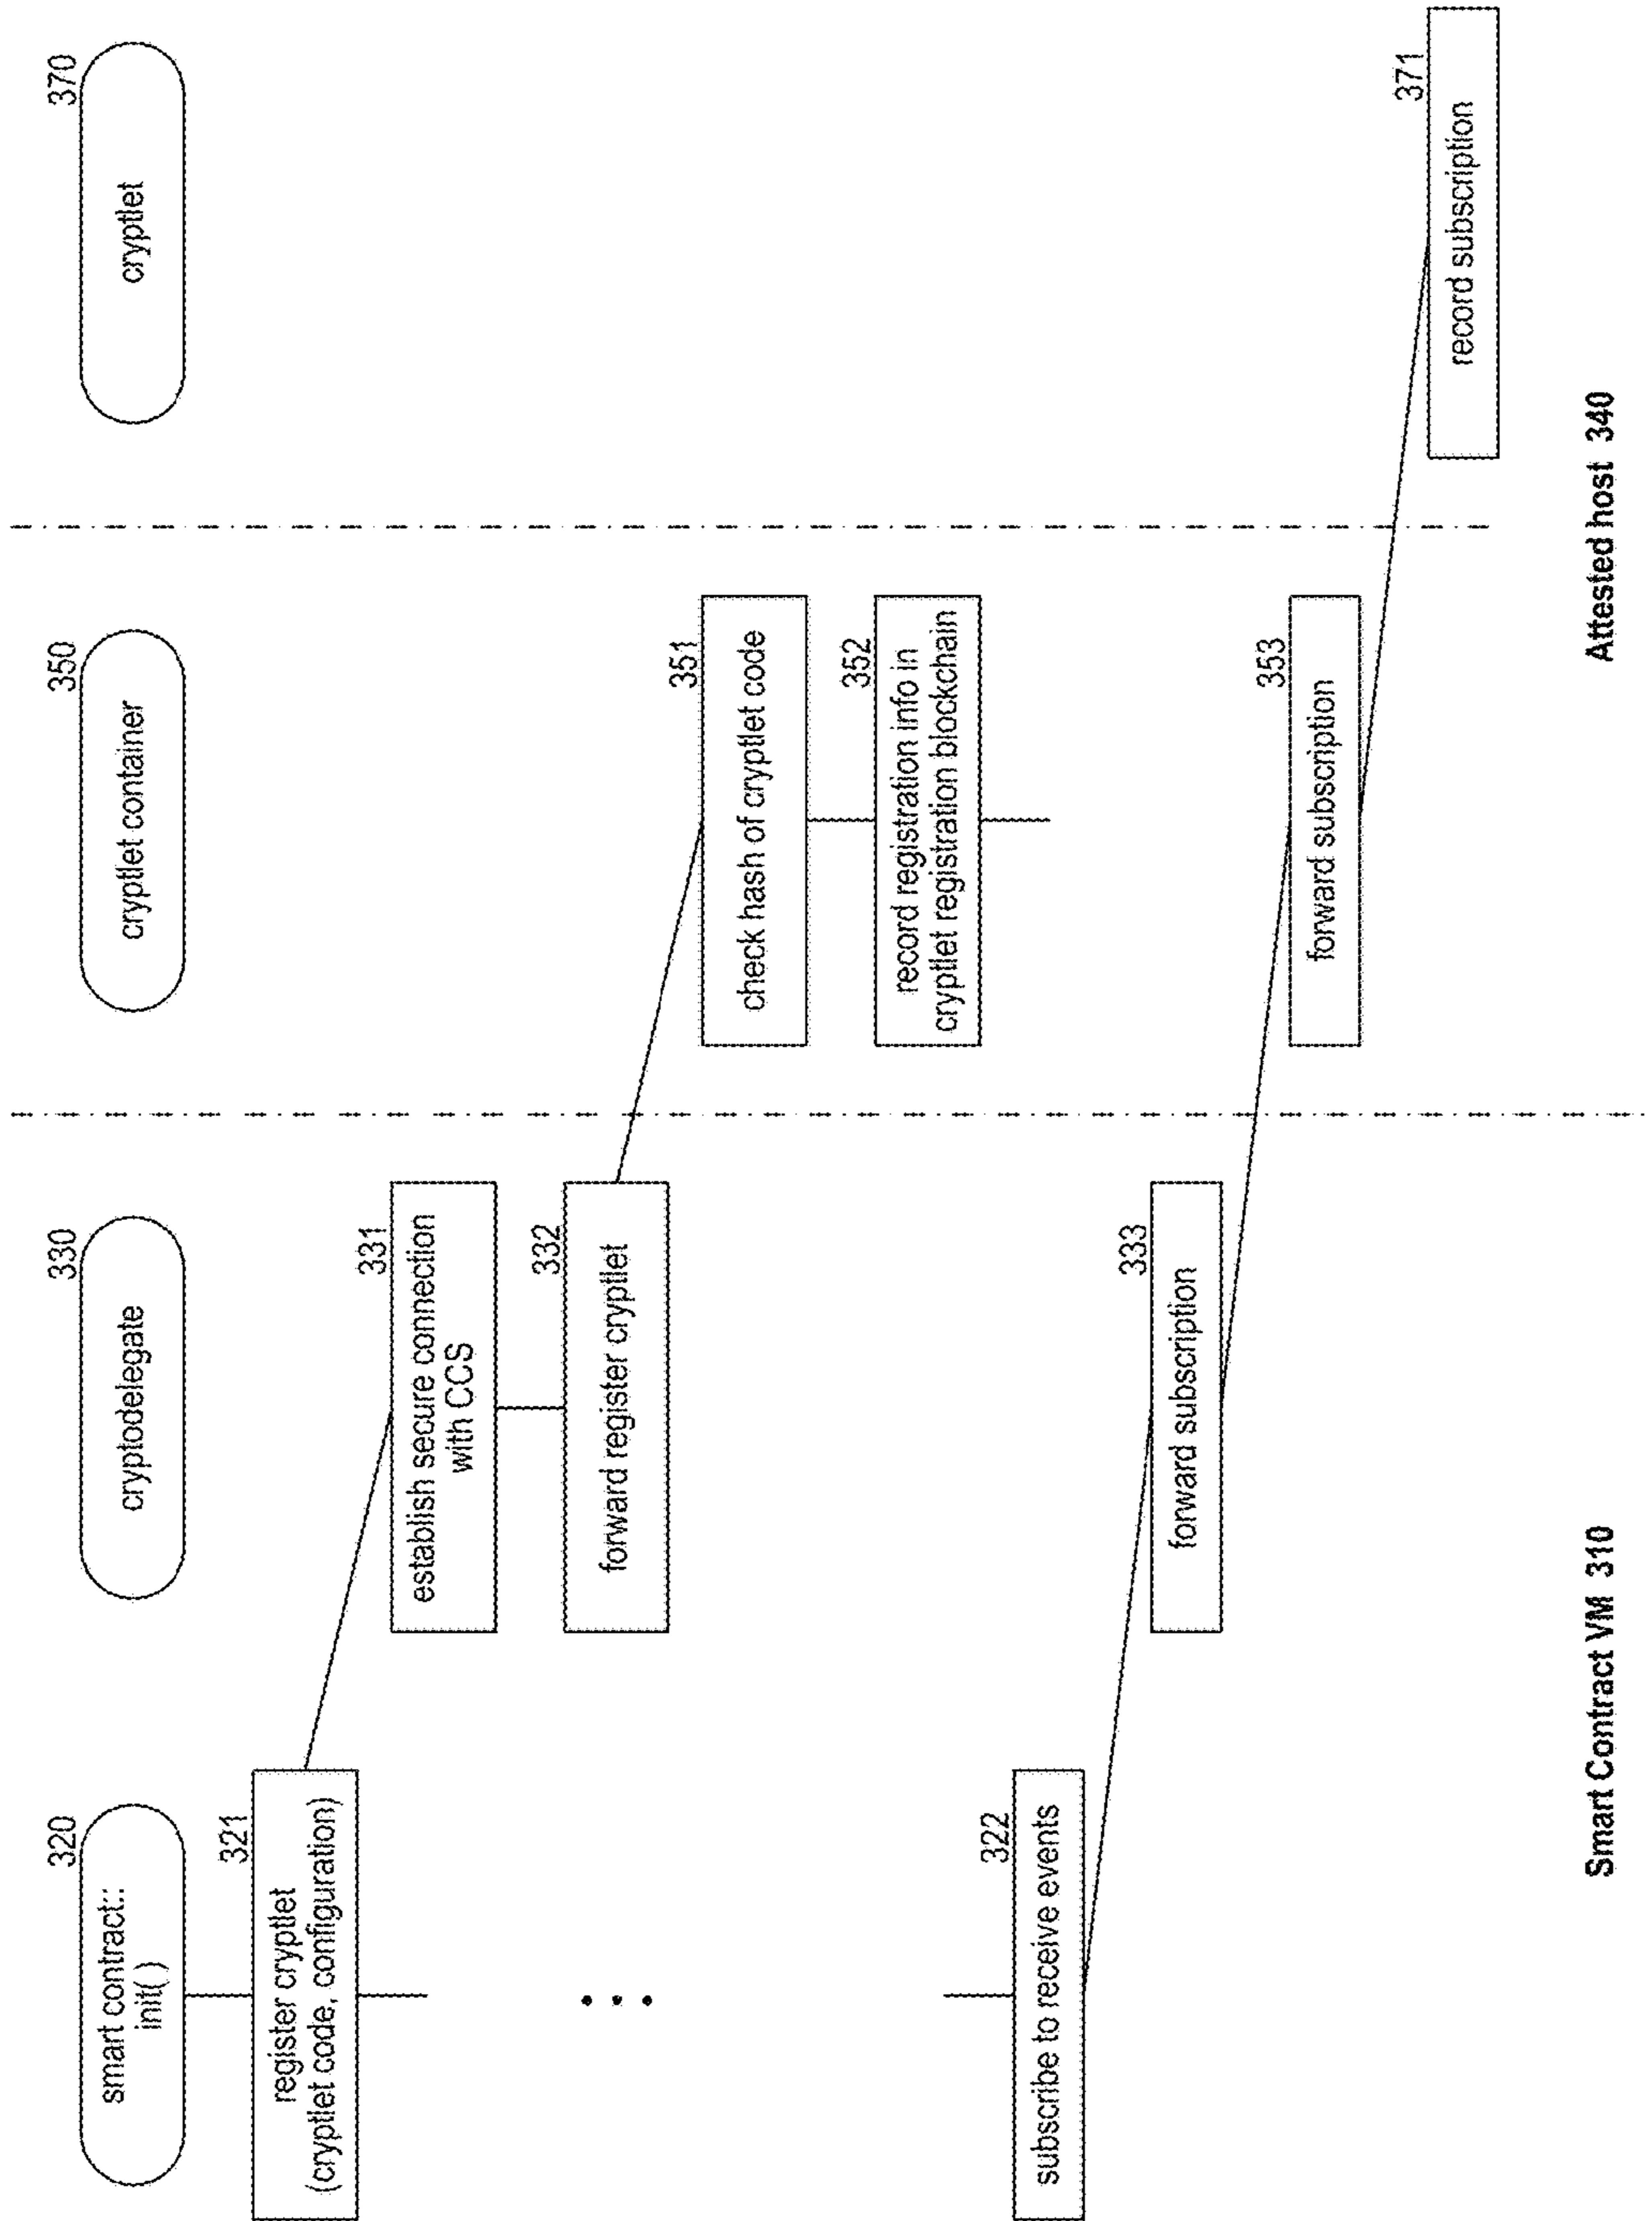 320
smart contract::
init( )
330
cryptodelegate
350
cryptlet container
370
cryptlet
321
register cryptlet
(cryptlet code, configuration)
331
establish secure connection
with CCS
332
forward register cryptlet
351
check hash of cryptlet code
352
record registration info in
cryptlet registration blockchain
322
subscribe to receive events
333
forward subscription
353
forward subscription
371
record subscription
Smart Contract VM 310
Attested host 340